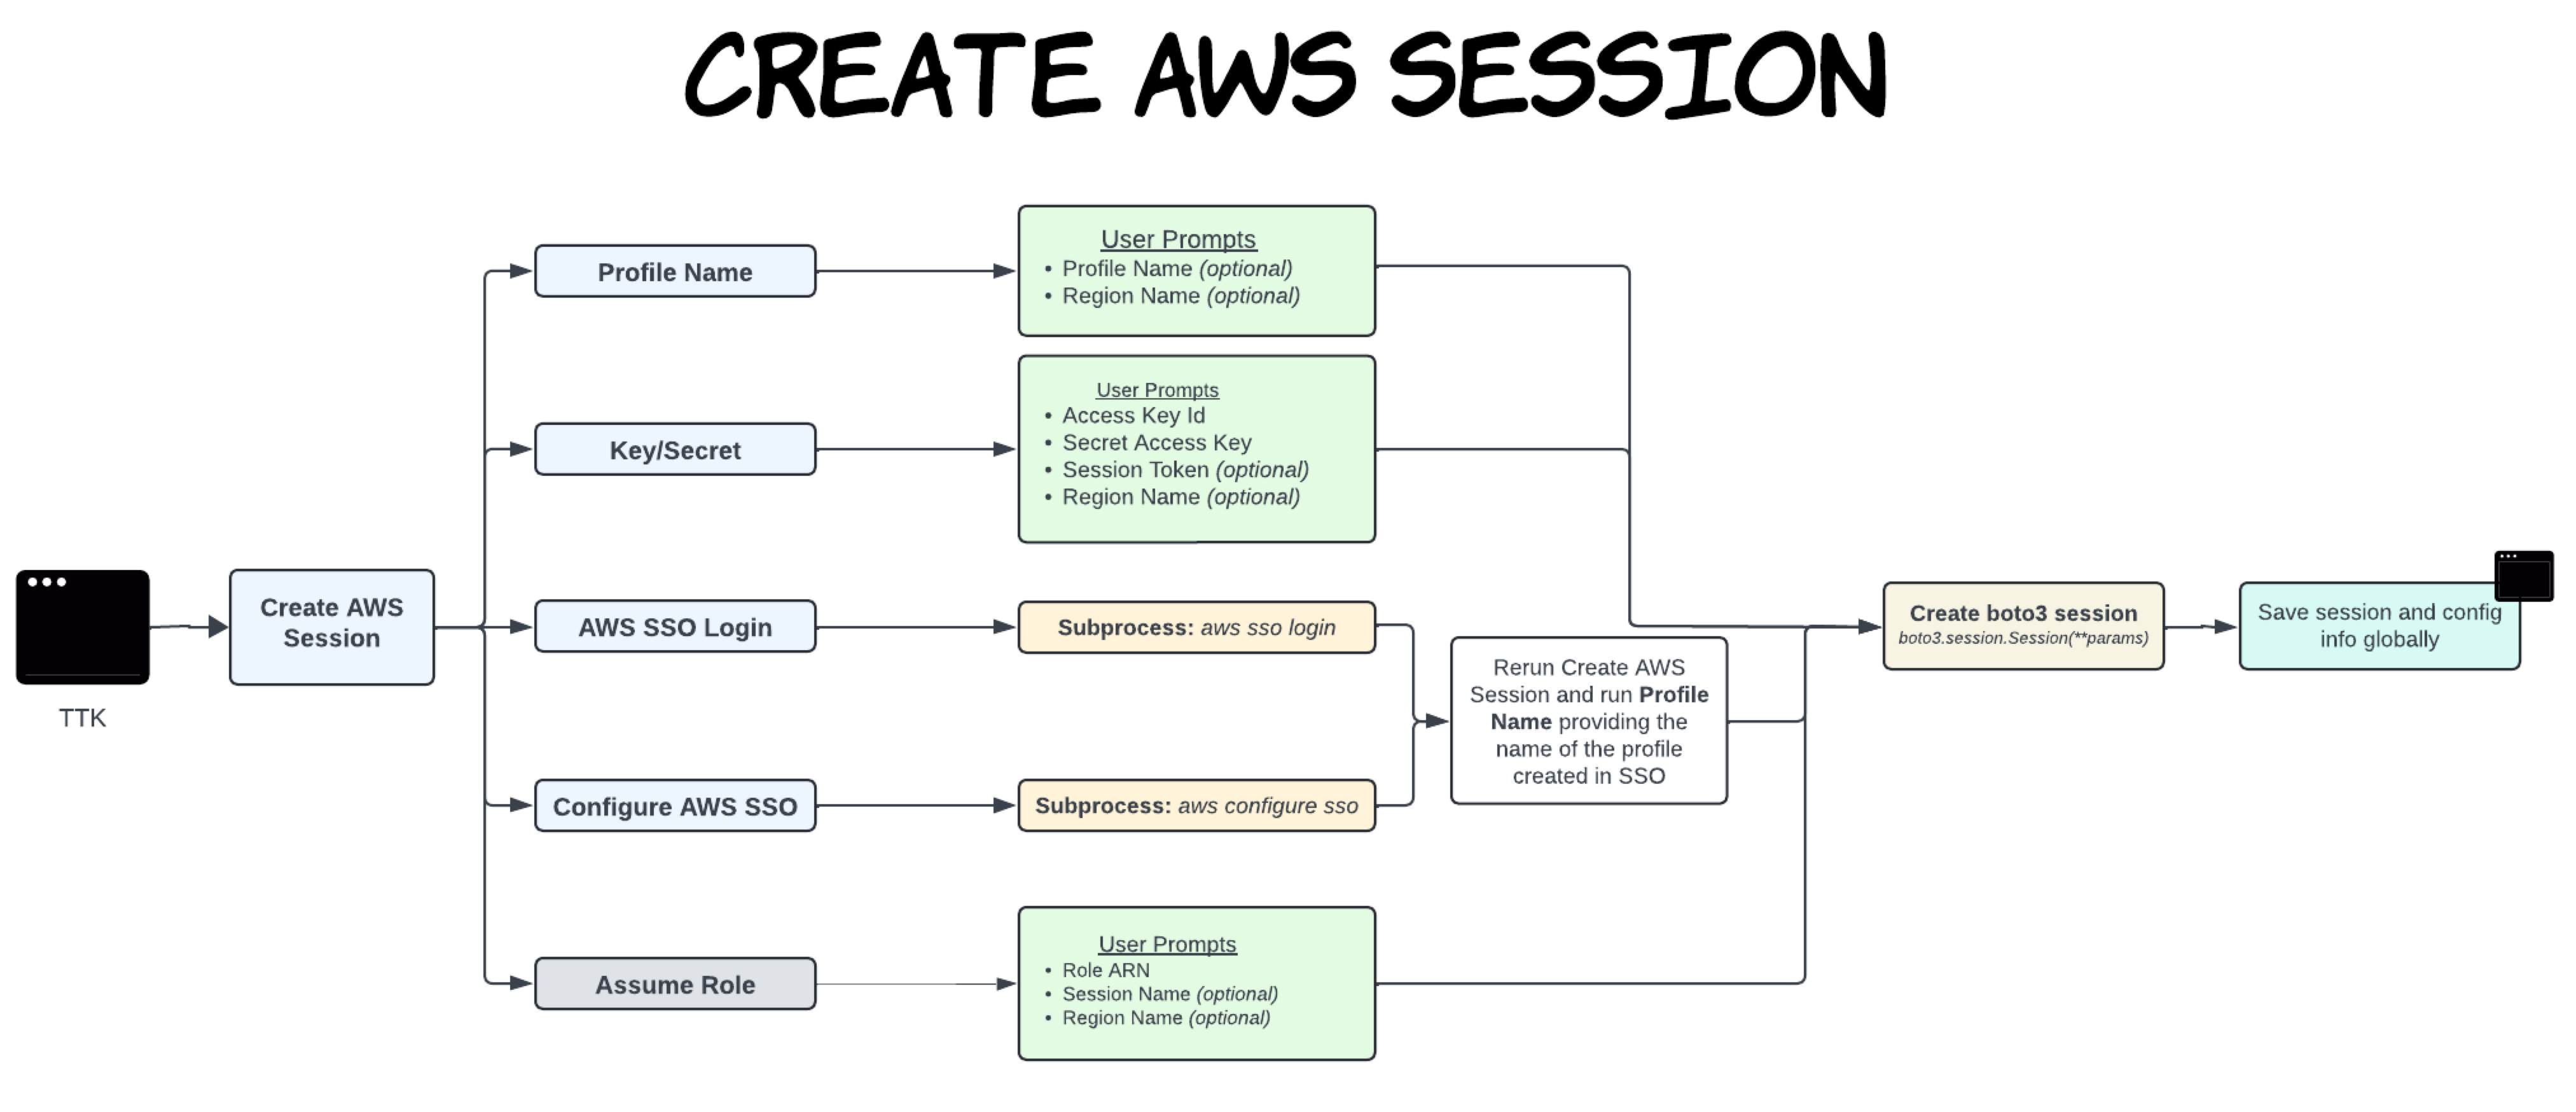 CREATE AWS SESSION
TTK
Create AWS
Session
Profile Name
User Prompts
• Profile Name (optional)
• Region Name (optional)
Key/Secret
User Prompts
• Access Key Id
• Secret Access Key
• Session Token (optional)
• Region Name (optional)
AWS SSO Login
Subprocess: aws sso login
Configure AWS SSO
Subprocess: aws configure sso
Rerun Create AWS
Session and run Profile
Name providing the
name of the profile
created in SSO
Assume Role
User Prompts
• Role ARN
• Session Name (optional)
• Region Name (optional)
Create boto3 session
boto3.session.Session(**params)
Save session and config
info globally